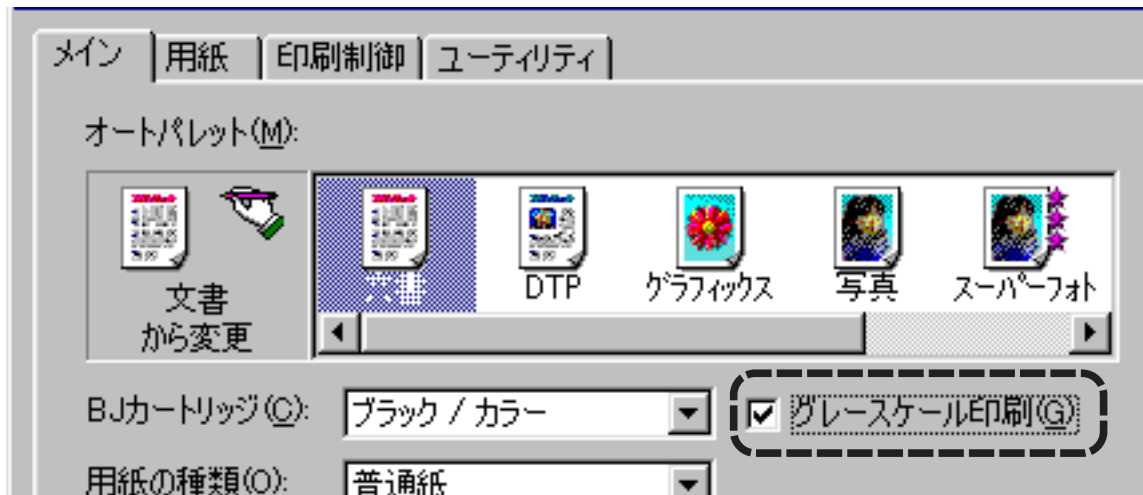 メイン 用紙 印刷制御 ユーティリティ
オートパレット(M):
文書
から変更
文書 DTP グラフィックス 写真 スーパーフォト
BJカートリッジ(C): ブラック / カラー グレースケール印刷(G)
用紙の種類(O): 普通紙